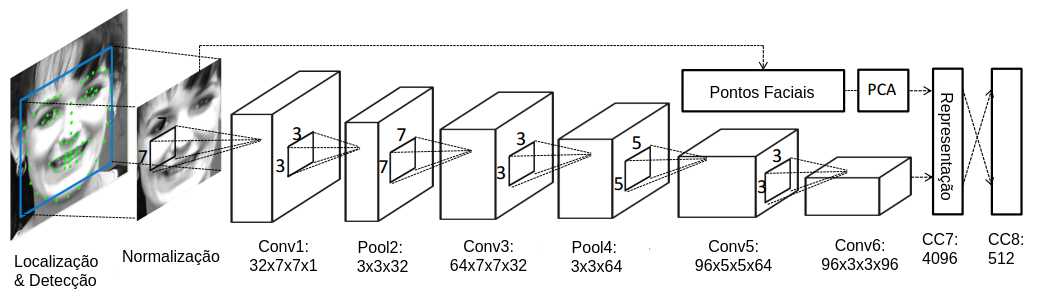 Pontos Faciais
PCA
Representação
7
7
3
3
7
7
3
3
5
5
3
3
Localização
& Detecção
Normalização
Conv1:
32x7x7x1
Pool2:
3x3x32
Conv3:
64x7x7x32
Pool4:
3x3x64
Conv5:
96x5x5x64
Conv6:
96x3x3x96
CC7:
4096
CC8:
512